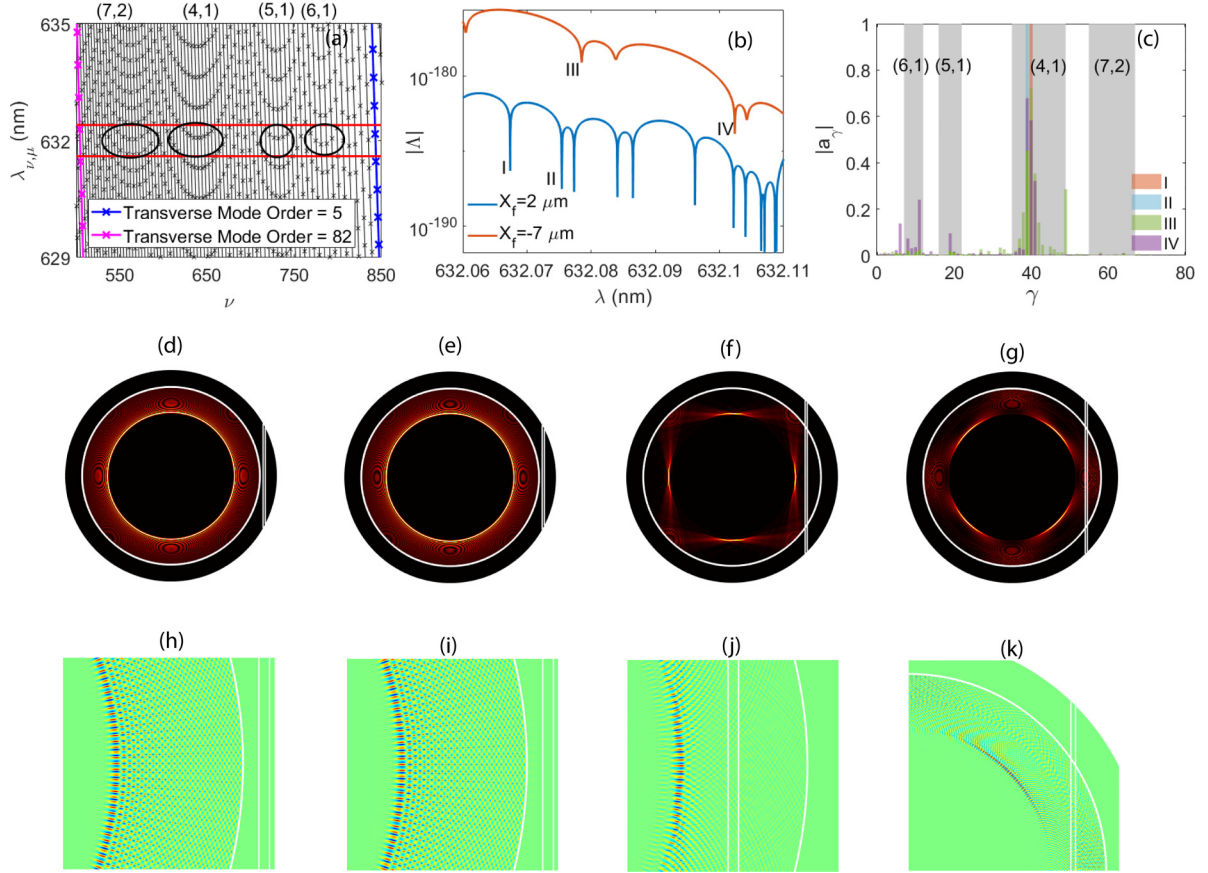 (7,2) (4,1) (5,1) (6,1)
(a)
635
632
629
λν,μ (nm)
550 650 750 850
ν
Transverse Mode Order = 5
Transverse Mode Order = 82
(b)
10⁻¹⁸⁰
10⁻¹⁹⁰
|Λ|
III
IV
I
II
X_f=2 μm
X_f=-7 μm
632.06 632.07 632.08 632.09 632.1 632.11
λ (nm)
(c)
1
0.8
0.6
0.4
0.2
0
|aγ|
(6,1) (5,1) (4,1) (7,2)
I
II
III
IV
0 20 40 60 80
γ
(d) (e) (f) (g)
(h) (i) (j) (k)